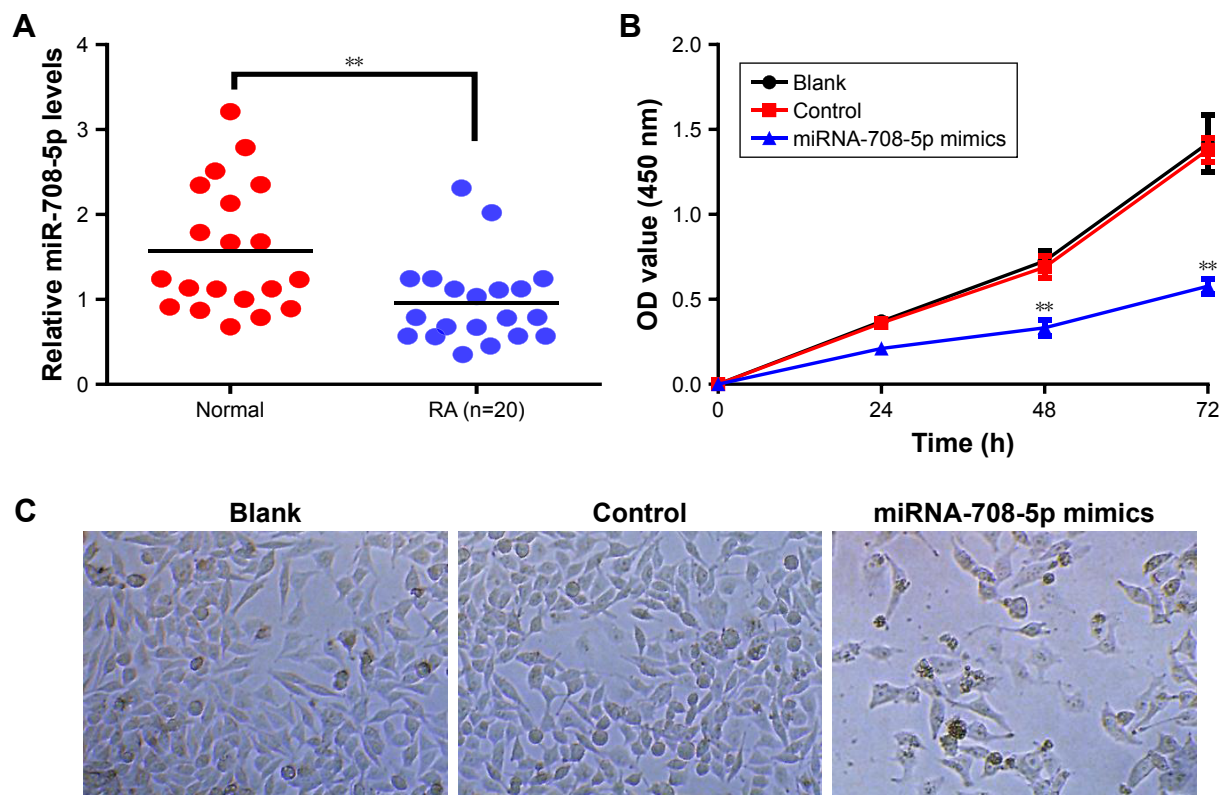 A
Relative miR-708-5p levels
4
3
2
1
0
**
Normal
RA (n=20)
B
OD value (450 nm)
2.0
1.5
1.0
0.5
0.0
Blank
Control
miRNA-708-5p mimics
**
**
0
24
48
72
Time (h)
C
Blank
Control
miRNA-708-5p mimics